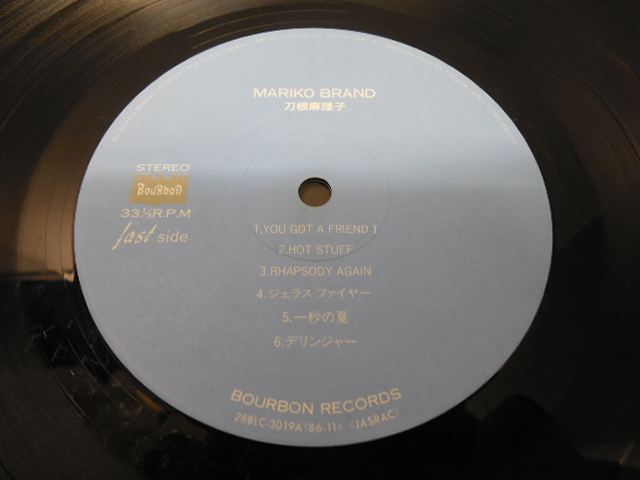 MARIKO BRAND
刀根麻理子
STEREO
BouRboN
33⅓R.P.M
fast side
1.YOU GOT A FRIEND 1
2.HOT STUFF
3.RHAPSODY AGAIN
4.ジェラス ファイヤー
5.一秒の夏
6.デリンジャー
BOURBON RECORDS
28BLC-3019A〈86·11〉〈JASRAC〉